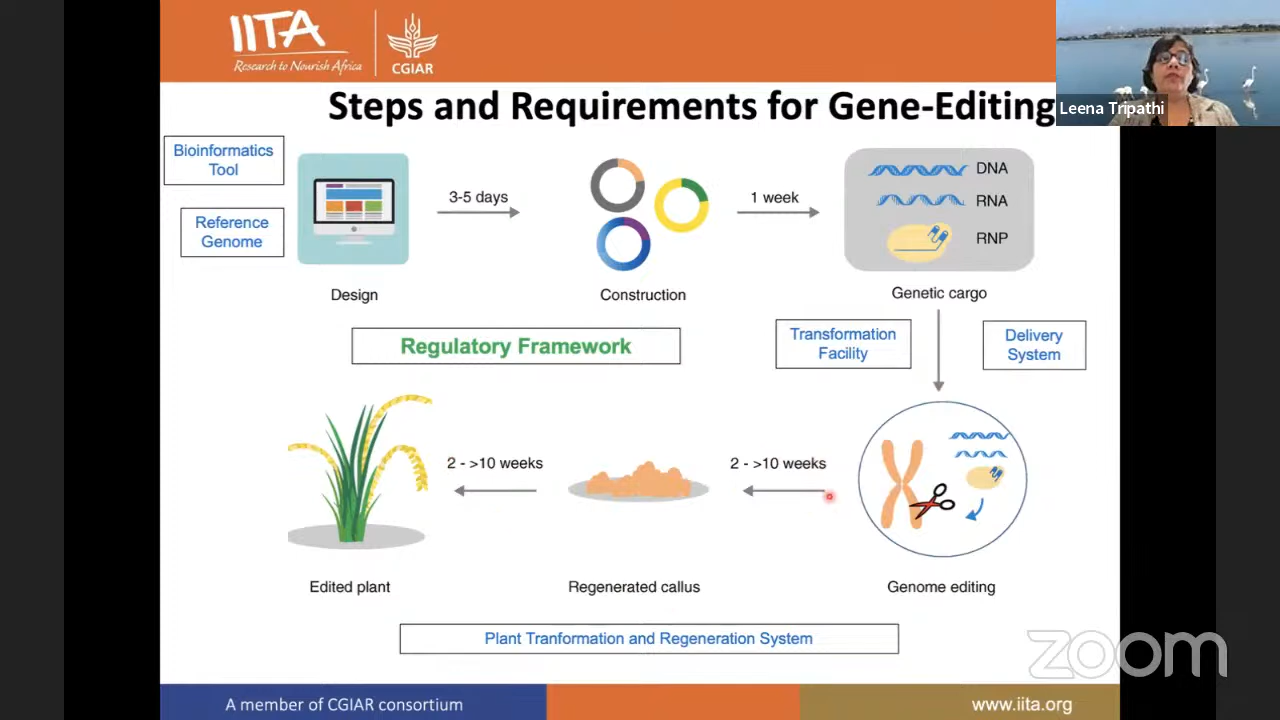 IITA
Research to Nourish Africa
CGIAR
Leena Tripathi
Steps and Requirements for Gene-Editing
Bioinformatics
Tool
Reference
Genome
3-5 days
1 week
DNA
RNA
RNP
Design
Construction
Genetic cargo
Regulatory Framework
Transformation
Facility
Delivery
System
2 - >10 weeks
2 - >10 weeks
Edited plant
Regenerated callus
Genome editing
Plant Tranformation and Regeneration System
zoom
A member of CGIAR consortium
www.iita.org